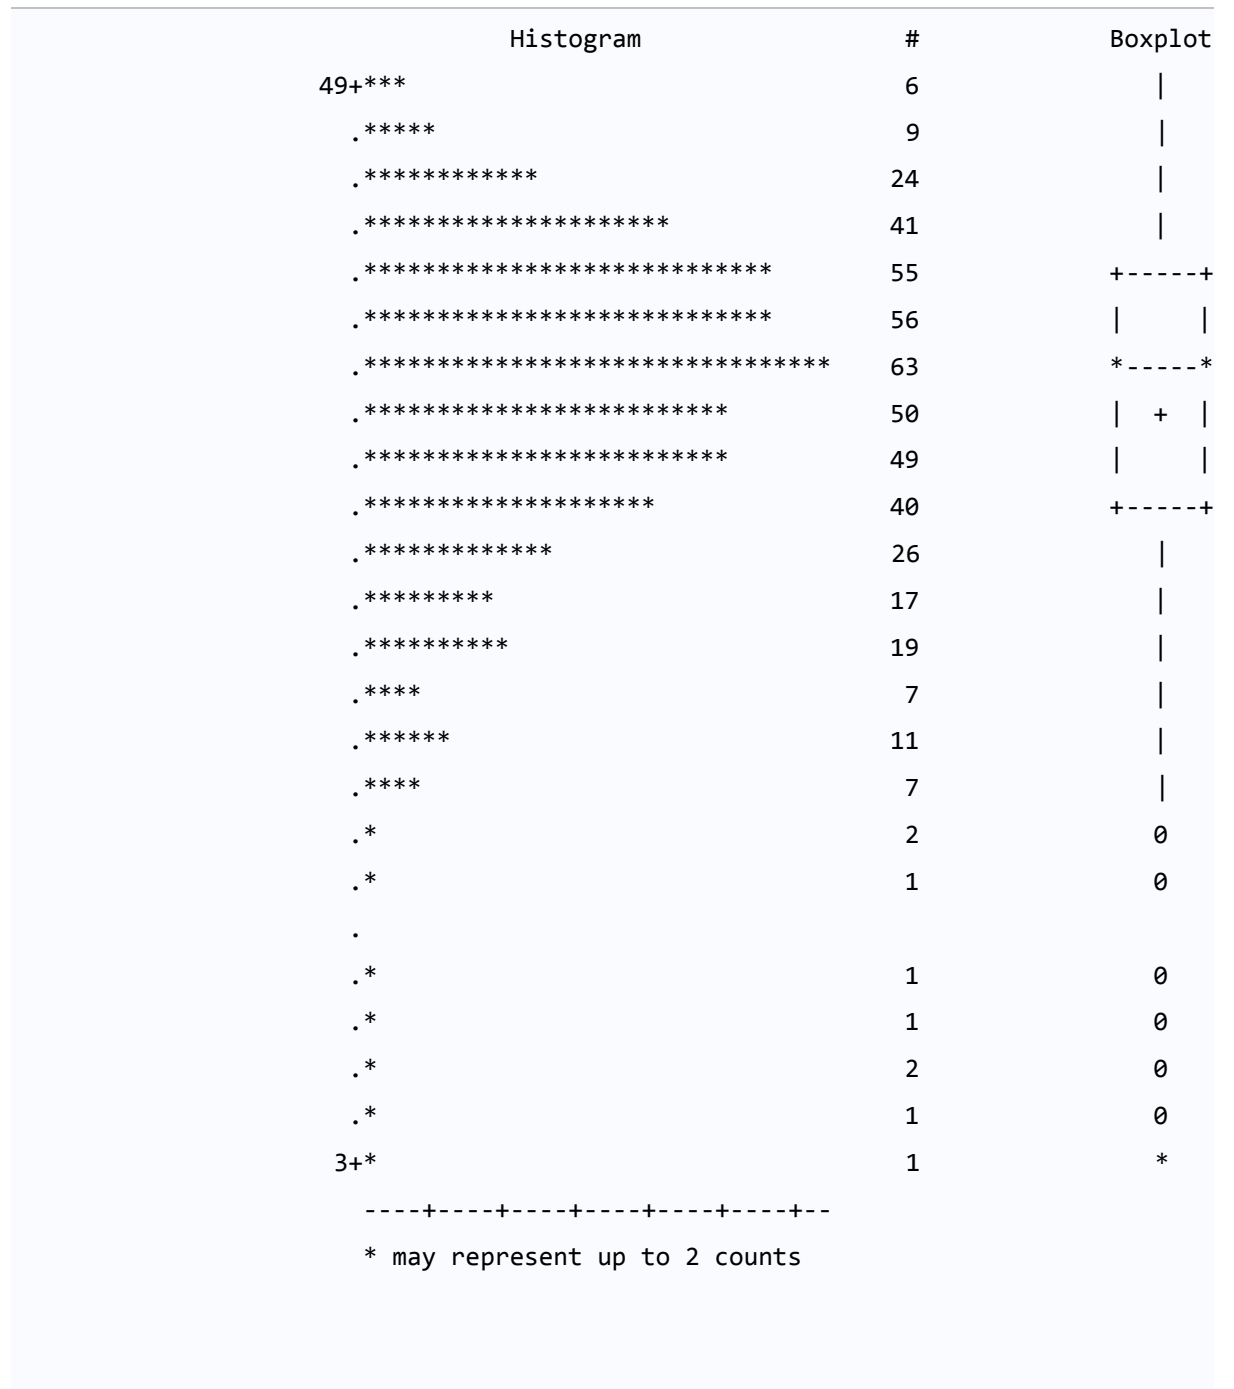 Histogram # Boxplot
49+*** 6 |
.***** 9 |
.************ 24 |
.********************* 41 |
.**************************** 55 +-----+
.**************************** 56 | |
.******************************** 63 *-----*
.************************* 50 | + |
.************************* 49 | |
.******************** 40 +-----+
.************* 26 |
.********* 17 |
.********** 19 |
.**** 7 |
.****** 11 |
.**** 7 |
.* 2 0
.* 1 0
.
.* 1 0
.* 1 0
.* 2 0
.* 1 0
3+* 1 *
----+----+----+----+----+----+--
* may represent up to 2 counts